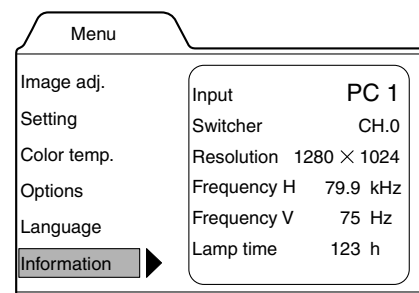 Menu
Image adj.
Setting
Color temp.
Options
Language
Information
Input PC 1
Switcher CH.0
Resolution 1280 × 1024
Frequency H 79.9 kHz
Frequency V 75 Hz
Lamp time 123 h